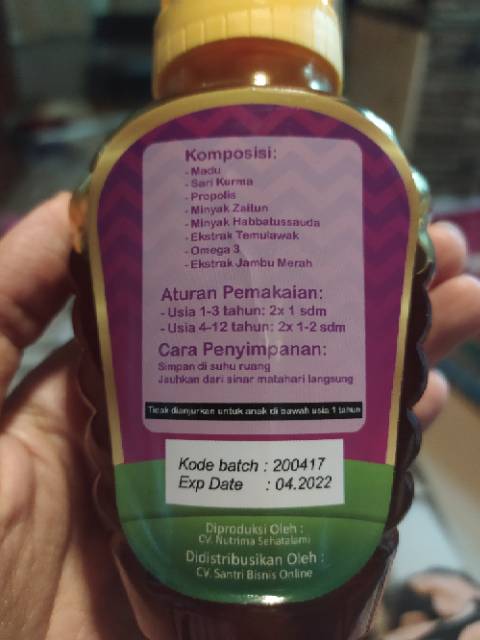 Komposisi:
- Madu
- Sari Kurma
- Propolis
- Minyak Zaitun
- Minyak Habbatussauda
- Ekstrak Temulawak
- Omega 3
- Ekstrak Jambu Merah
Aturan Pemakaian:
- Usia 1-3 tahun: 2x 1 sdm
- Usia 4-12 tahun: 2x 1-2 sdm
Cara Penyimpanan:
Simpan di suhu ruang
Jauhkan dari sinar matahari langsung
Tidak dianjurkan untuk anak di bawah usia 1 tahun
Kode batch : 200417
Exp Date : 04.2022
Diproduksi Oleh :
CV. Nutrima Sehatalami
Didistribusikan Oleh :
CV. Santri Bisnis Online